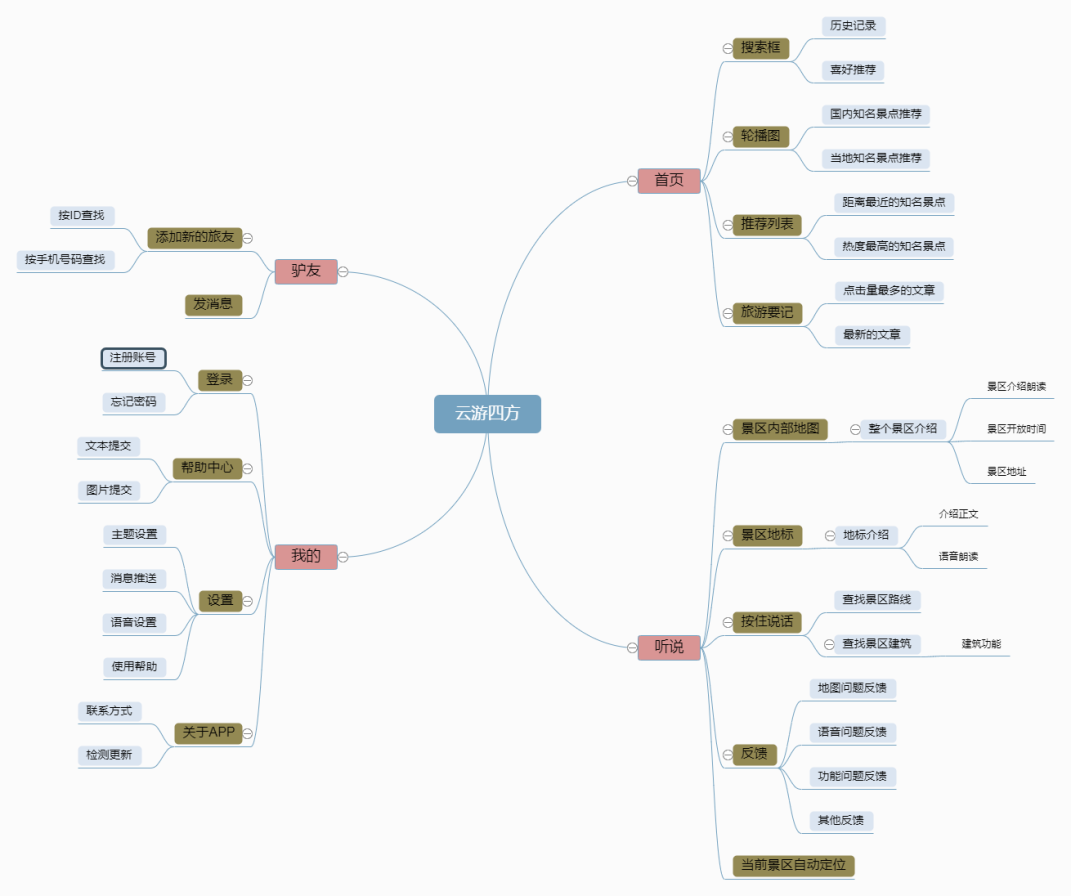 云游四方
首页
搜索框
历史记录
喜好推荐
轮播图
国内知名景点推荐
当地知名景点推荐
推荐列表
距离最近的知名景点
热度最高的知名景点
旅游要记
点击量最多的文章
最新的文章
听说
景区内部地图
整个景区介绍
景区介绍朗读
景区开放时间
景区地址
景区地标
地标介绍
介绍正文
语音朗读
按住说话
查找景区路线
查找景区建筑
建筑功能
反馈
地图问题反馈
语音问题反馈
功能问题反馈
其他反馈
当前景区自动定位
驴友
添加新的旅友
按ID查找
按手机号码查找
发消息
我的
登录
注册账号
忘记密码
帮助中心
文本提交
图片提交
设置
主题设置
消息推送
语音设置
使用帮助
关于APP
联系方式
检测更新